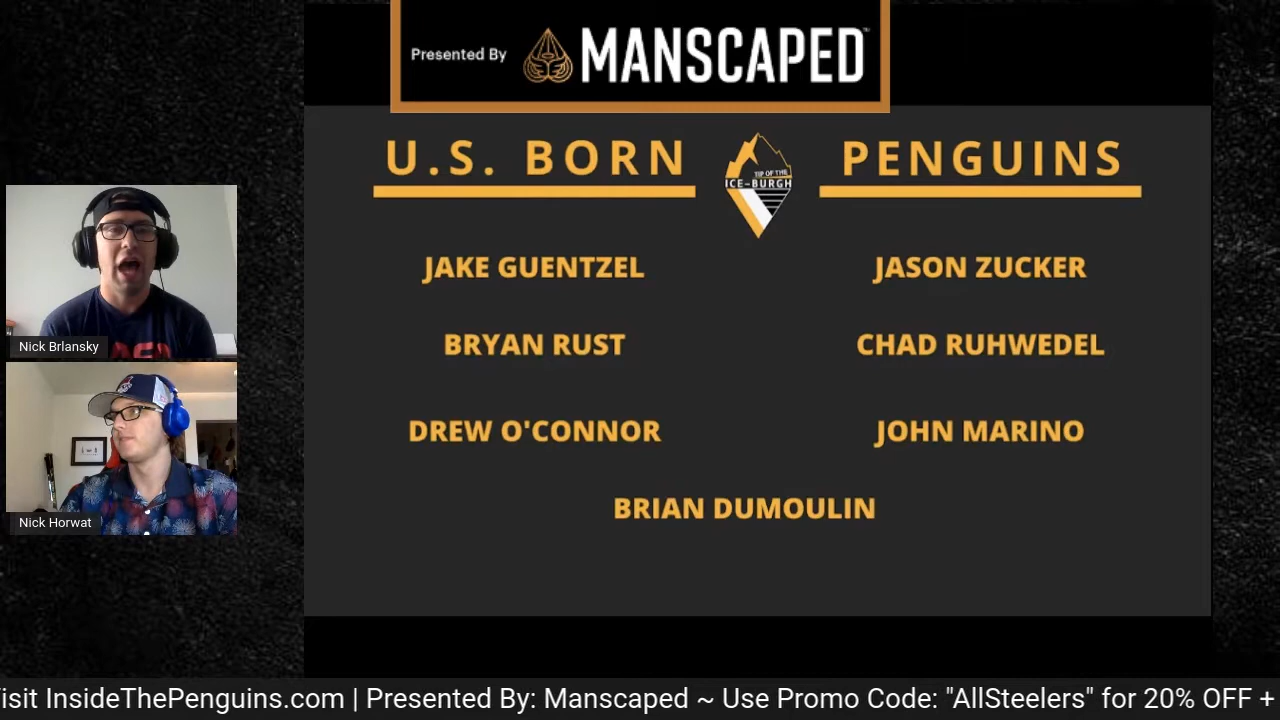 Presented By MANSCAPED
U.S. BORN PENGUINS
TIP OF THE
ICE-BURGH
JAKE GUENTZEL JASON ZUCKER
BRYAN RUST CHAD RUHWEDEL
DREW O'CONNOR JOHN MARINO
BRIAN DUMOULIN
Nick Brlansky
Nick Horwat
isit InsideThePenguins.com | Presented By: Manscaped ~ Use Promo Code: "AllSteelers" for 20% OFF +